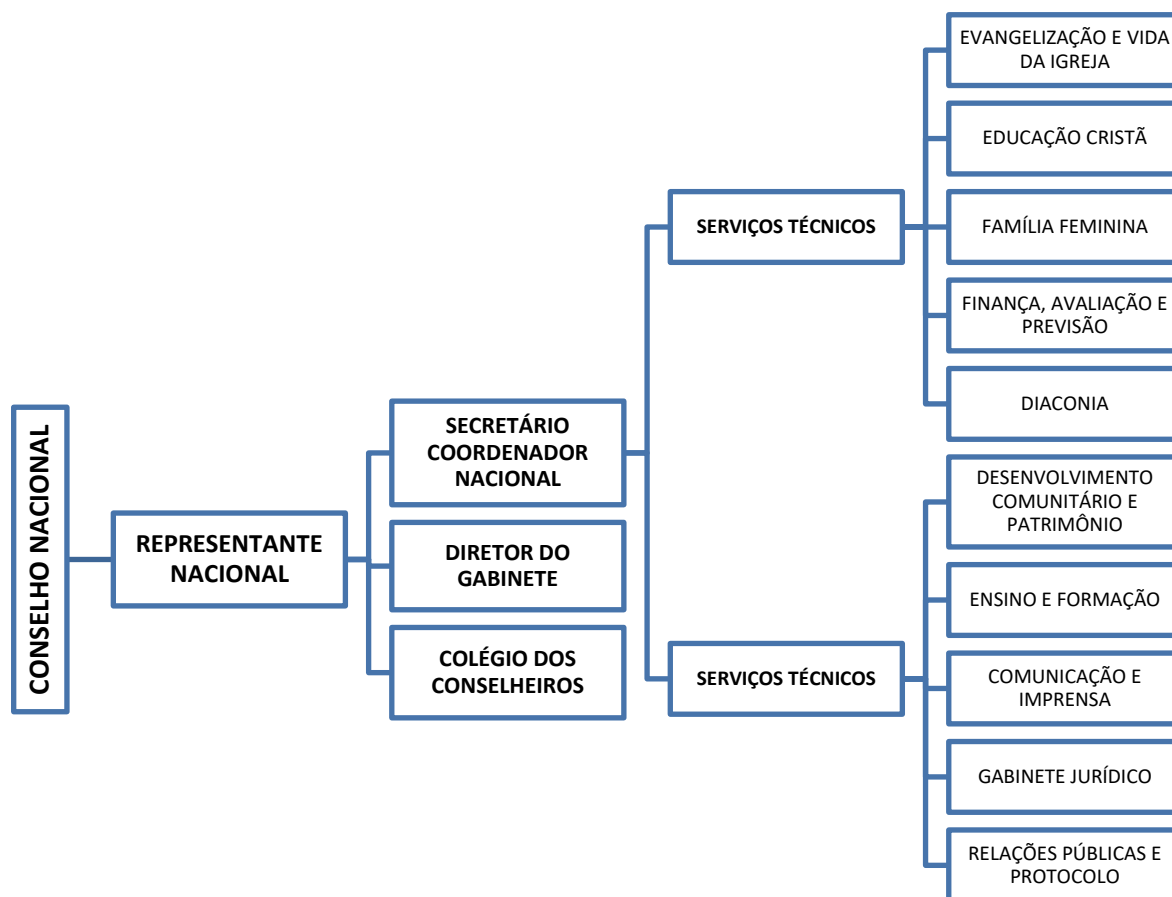 CONSELHO NACIONAL
REPRESENTANTE
NACIONAL
SECRETÁRIO
COORDENADOR
NACIONAL
DIRETOR DO
GABINETE
COLÉGIO DOS
CONSELHEIROS
SERVIÇOS TÉCNICOS
EVANGELIZAÇÃO E VIDA
DA IGREJA
EDUCAÇÃO CRISTÃ
FAMÍLIA FEMININA
FINANÇA, AVALIAÇÃO E
PREVISÃO
DIACONIA
SERVIÇOS TÉCNICOS
DESENVOLVIMENTO
COMUNITÁRIO E
PATRIMÔNIO
ENSINO E FORMAÇÃO
COMUNICAÇÃO E
IMPRENSA
GABINETE JURÍDICO
RELAÇÕES PÚBLICAS E
PROTOCOLO